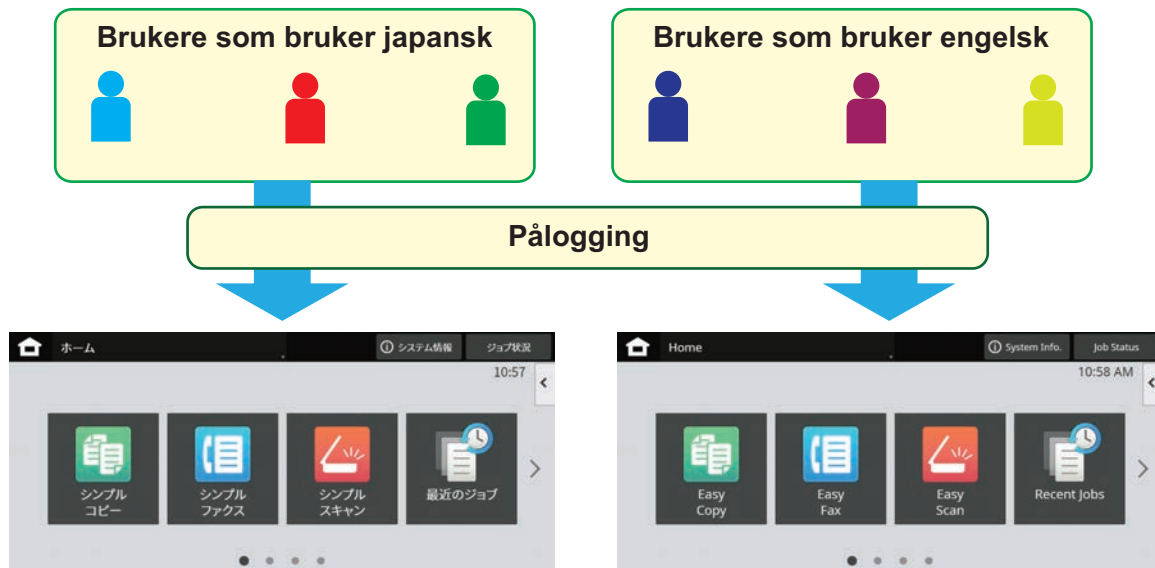 Brukere som bruker japansk
Brukere som bruker engelsk
Pålogging
ホーム
システム情報
ジョブ状況
10:57
シンプル
コピー
シンプル
ファクス
シンプル
スキャン
最近のジョブ
Home
System Info.
Job Status
10:58 AM
Easy
Copy
Easy
Fax
Easy
Scan
Recent Jobs